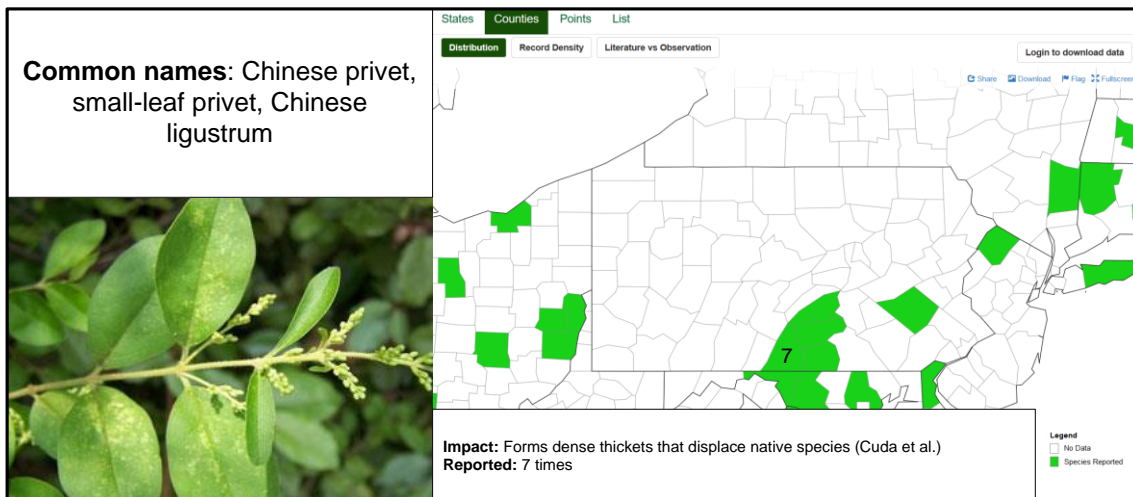 Common names: Chinese privet,
small-leaf privet, Chinese
ligustrum
States Counties Points List
Distribution Record Density Literature vs Observation
Login to download data
Share Download Flag Fullscreen
7
Impact: Forms dense thickets that displace native species (Cuda et al.)
Reported: 7 times
Legend
No Data
Species Reported